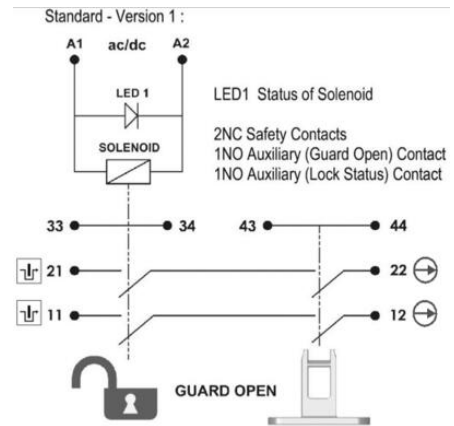 Standard - Version 1 :
A1 ac/dc A2
LED 1
LED1 Status of Solenoid
SOLENOID
2NC Safety Contacts
1NO Auxiliary (Guard Open) Contact
1NO Auxiliary (Lock Status) Contact
33 34 43 44
21 22
11 12
GUARD OPEN